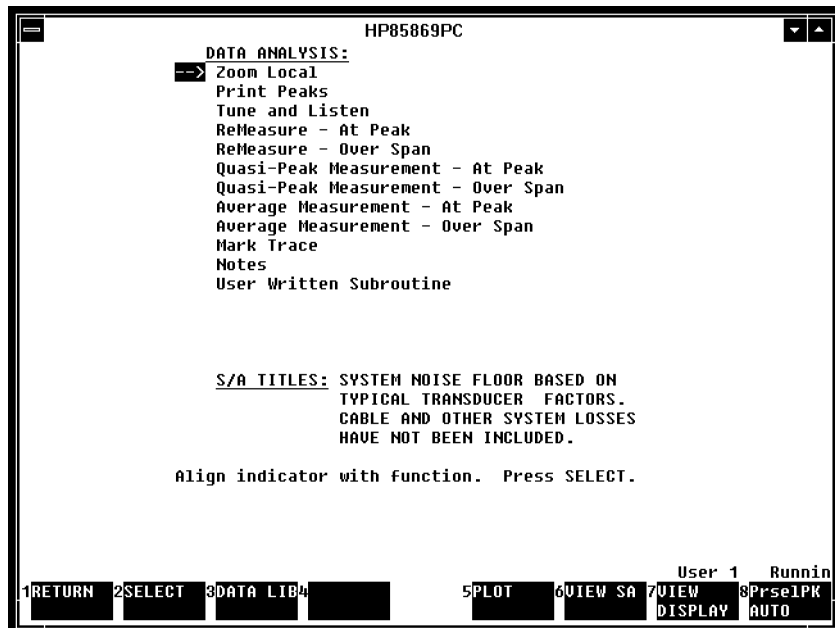 HP85869PC
DATA ANALYSIS:
--> Zoom Local
Print Peaks
Tune and Listen
ReMeasure - At Peak
ReMeasure - Over Span
Quasi-Peak Measurement - At Peak
Quasi-Peak Measurement - Over Span
Average Measurement - At Peak
Average Measurement - Over Span
Mark Trace
Notes
User Written Subroutine
S/A TITLES: SYSTEM NOISE FLOOR BASED ON
TYPICAL TRANSDUCER FACTORS.
CABLE AND OTHER SYSTEM LOSSES
HAVE NOT BEEN INCLUDED.
Align indicator with function. Press SELECT.
User 1 Runnin
1RETURN 2SELECT 3DATA LIB4 5PLOT 6VIEW SA 7VIEW 8PrselPK
DISPLAY AUTO